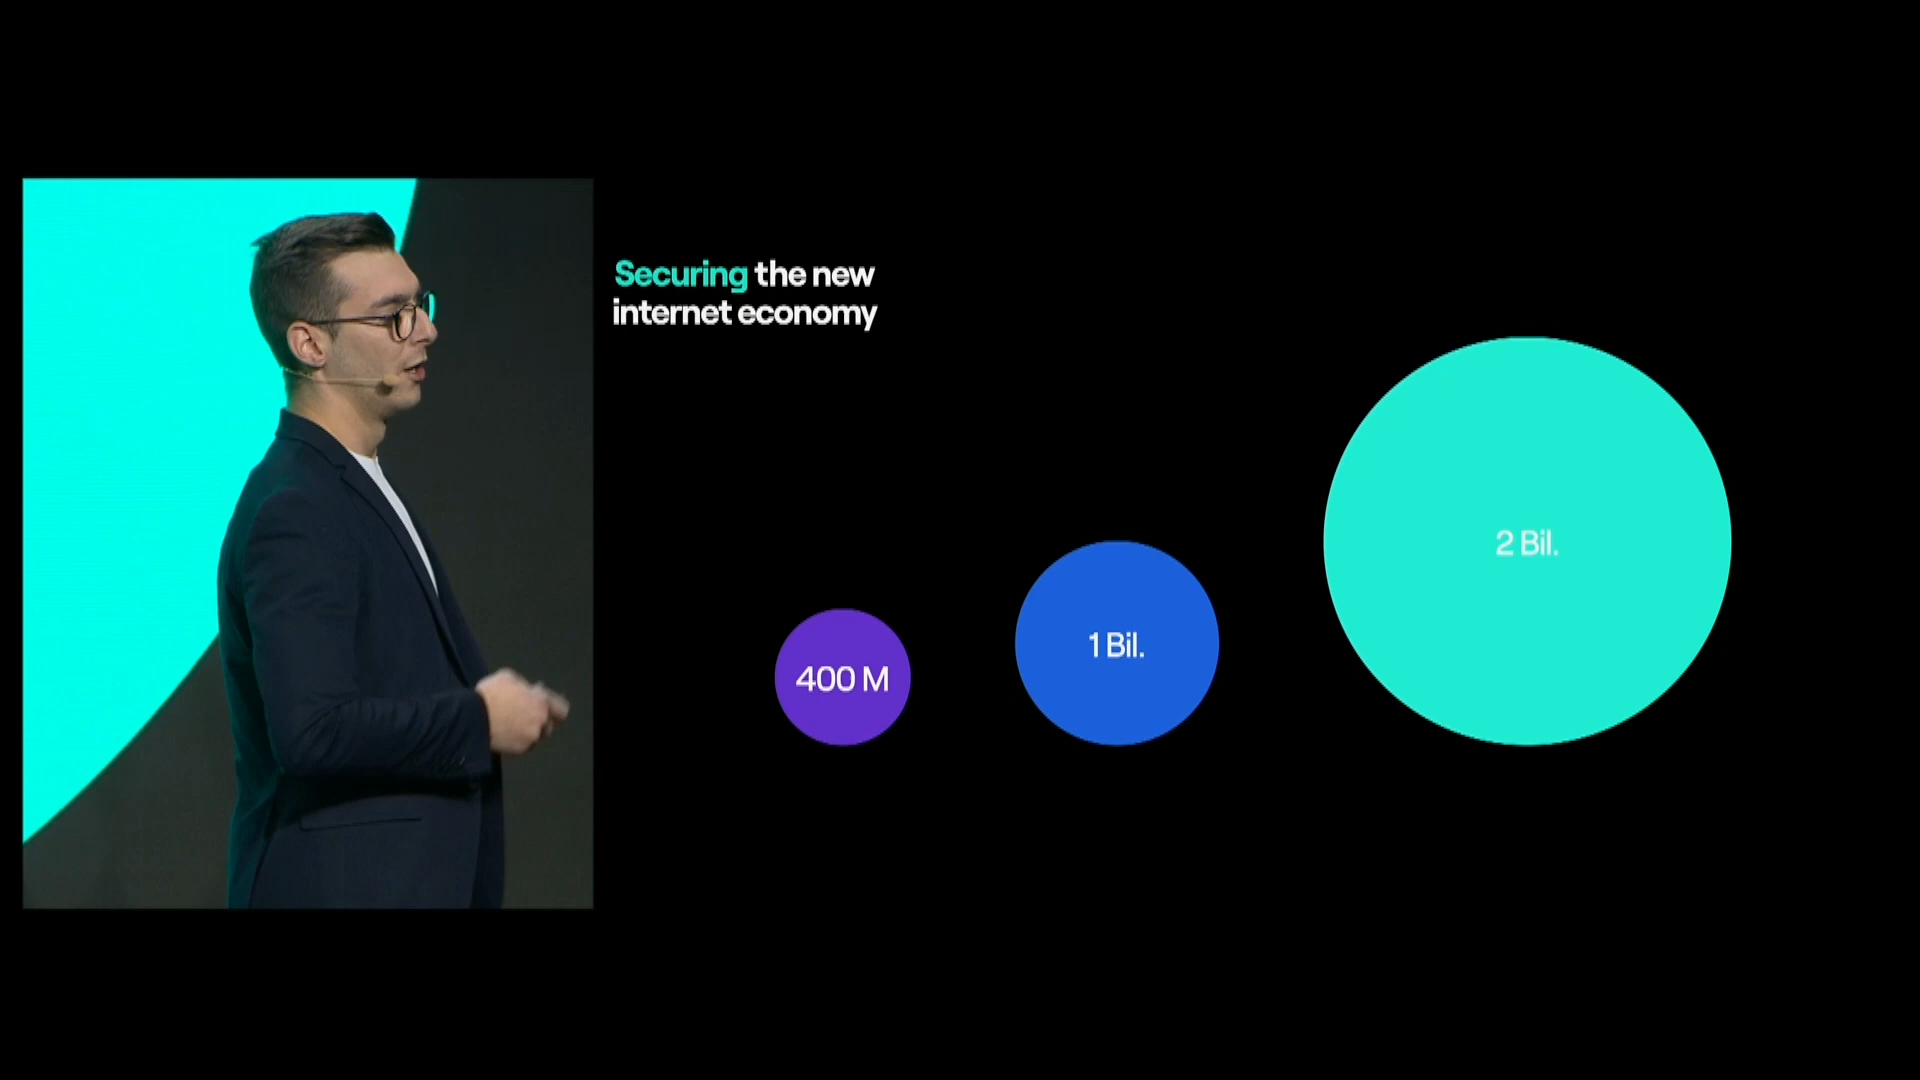 Securing the new
internet economy
400 M
1 Bil.
2 Bil.